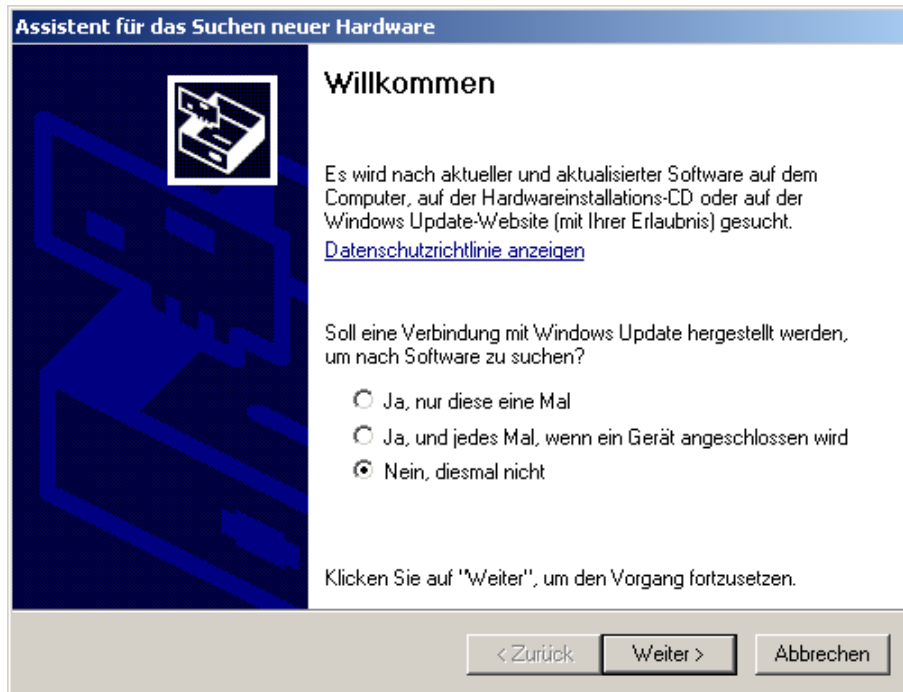 Assistent für das Suchen neuer Hardware
Willkommen
Es wird nach aktueller und aktualisierter Software auf dem
Computer, auf der Hardwareinstallations-CD oder auf der
Windows Update-Website (mit Ihrer Erlaubnis) gesucht.
Datenschutzrichtlinie anzeigen
Soll eine Verbindung mit Windows Update hergestellt werden,
um nach Software zu suchen?
Ja, nur diese eine Mal
Ja, und jedes Mal, wenn ein Gerät angeschlossen wird
Nein, diesmal nicht
Klicken Sie auf "Weiter", um den Vorgang fortzusetzen.
< Zurück Weiter > Abbrechen